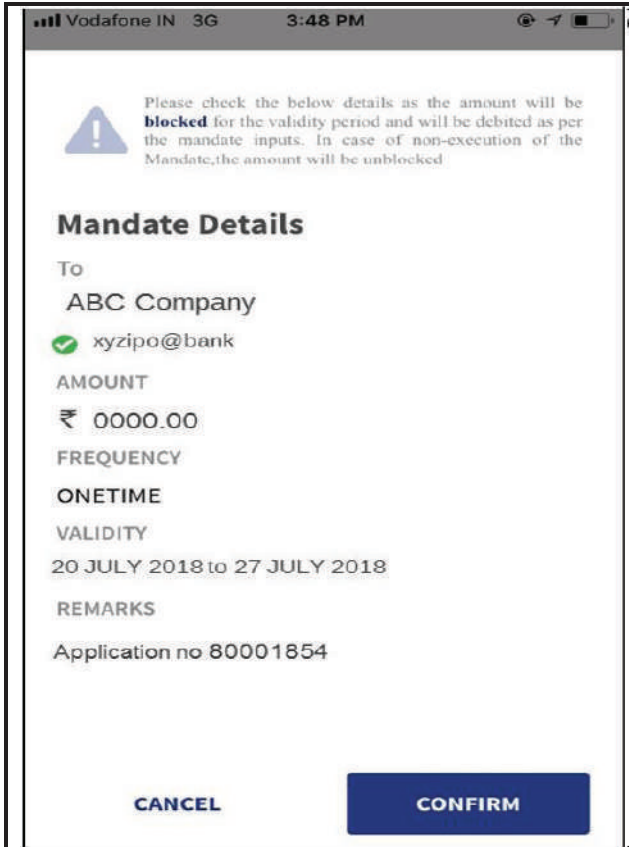 Vodafone IN 3G 3:48 PM
Please check the below details as the amount will be
blocked for the validity period and will be debited as per
the mandate inputs. In case of non-execution of the
Mandate,the amount will be unblocked
Mandate Details
To
ABC Company
xyzipo@bank
AMOUNT
₹ 0000.00
FREQUENCY
ONETIME
VALIDITY
20 JULY 2018 to 27 JULY 2018
REMARKS
Application no 80001854
CANCEL CONFIRM